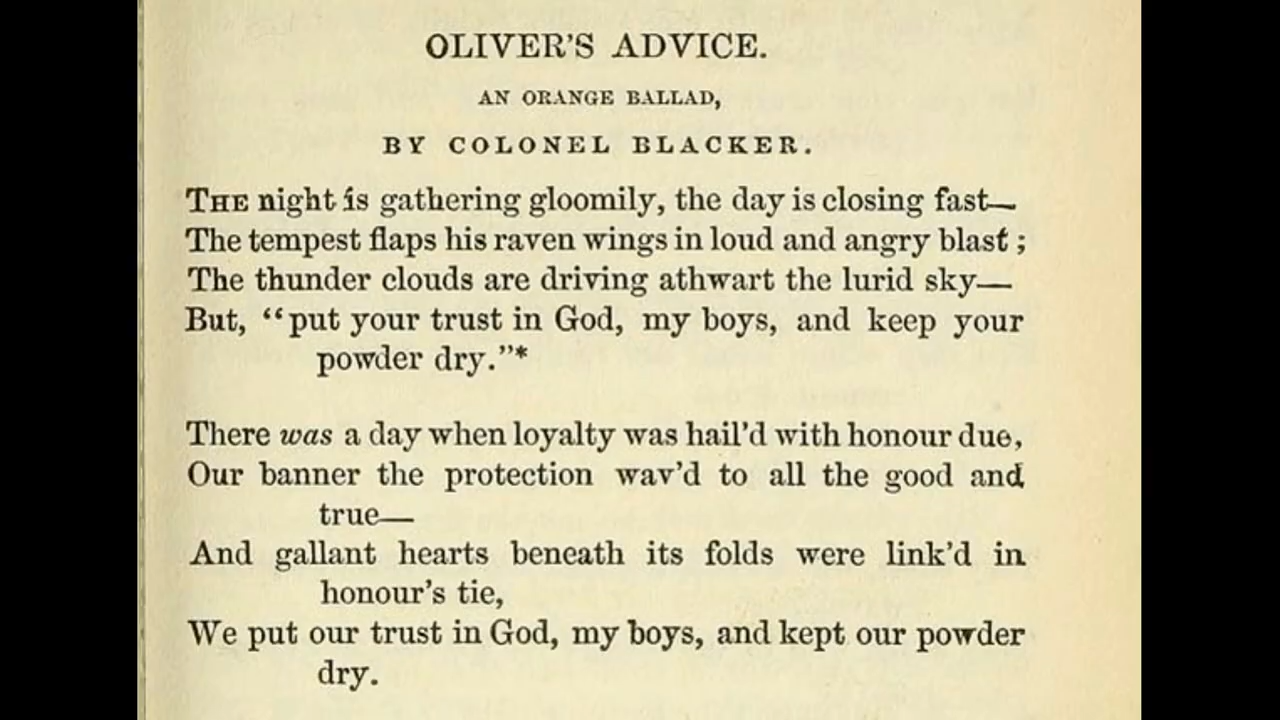 OLIVER'S ADVICE.
AN ORANGE BALLAD,
BY COLONEL BLACKER.
THE night is gathering gloomily, the day is closing fast—
The tempest flaps his raven wings in loud and angry blast ;
The thunder clouds are driving athwart the lurid sky—
But, “put your trust in God, my boys, and keep your
powder dry.”*
There was a day when loyalty was hail'd with honour due,
Our banner the protection wav'd to all the good and
true—
And gallant hearts beneath its folds were link'd in
honour's tie,
We put our trust in God, my boys, and kept our powder
dry.